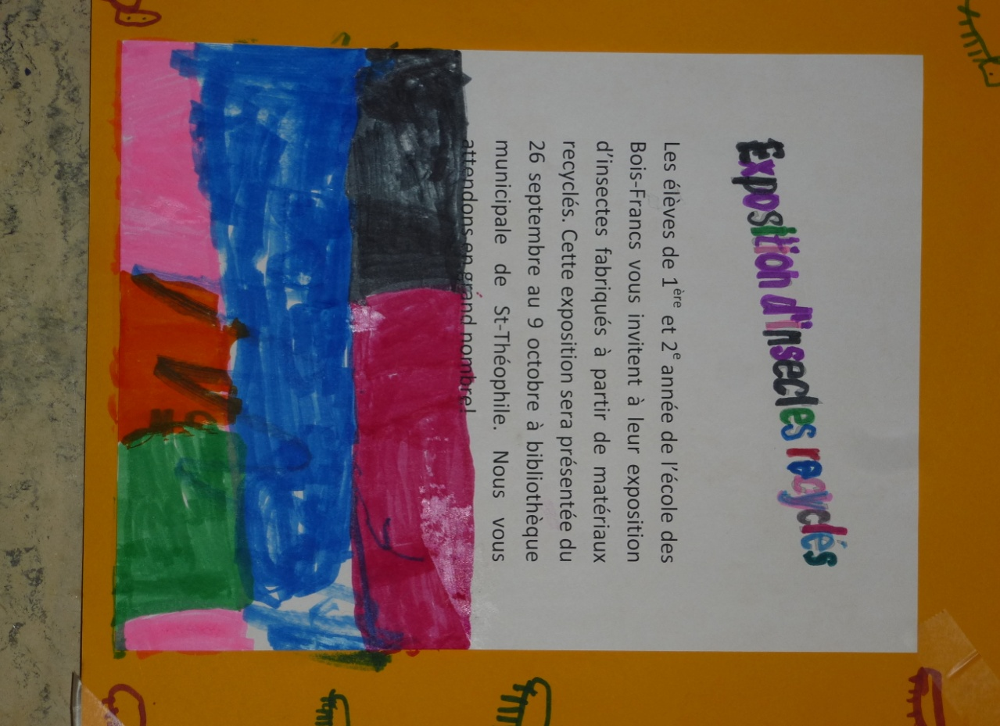 Exposition d'insectes recyclés
Les élèves de 1ère et 2e année de l'école des
Bois-Francs vous invitent à leur exposition
d'insectes fabriqués à partir de matériaux
recyclés. Cette exposition sera présentée du
26 septembre au 9 octobre à bibliothèque
municipale de St-Théophile. Nous vous
attendons en grand nombre!